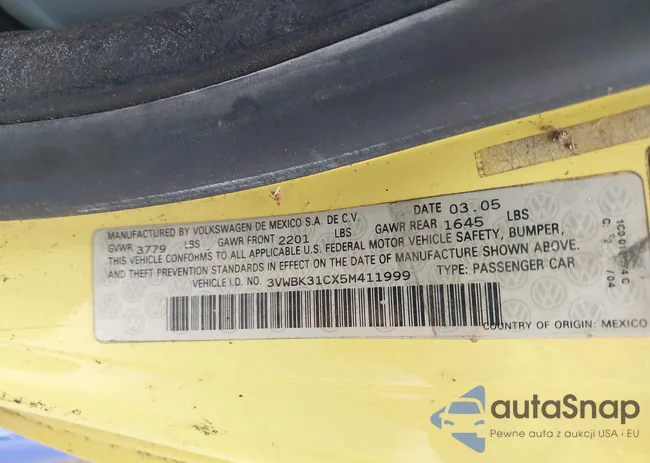 MANUFACTURED BY VOLKSWAGEN DE MEXICO S.A. DE C.V. DATE 03.05
GVWR 3779 LBS GAWR FRONT 2201 LBS GAWR REAR 1645 LBS
THIS VEHICLE CONFORMS TO ALL APPLICABLE U.S. FEDERAL MOTOR VEHICLE SAFETY, BUMPER,
AND THEFT PREVENTION STANDARDS IN EFFECT ON THE DATE OF MANUFACTURE SHOWN ABOVE.
VEHICLE I.D. NO. 3VWBK31CX5M411999 TYPE: PASSENGER CAR
COUNTRY OF ORIGIN: MEXICO
autaSnap
Pewne auta z aukcji USA i EU